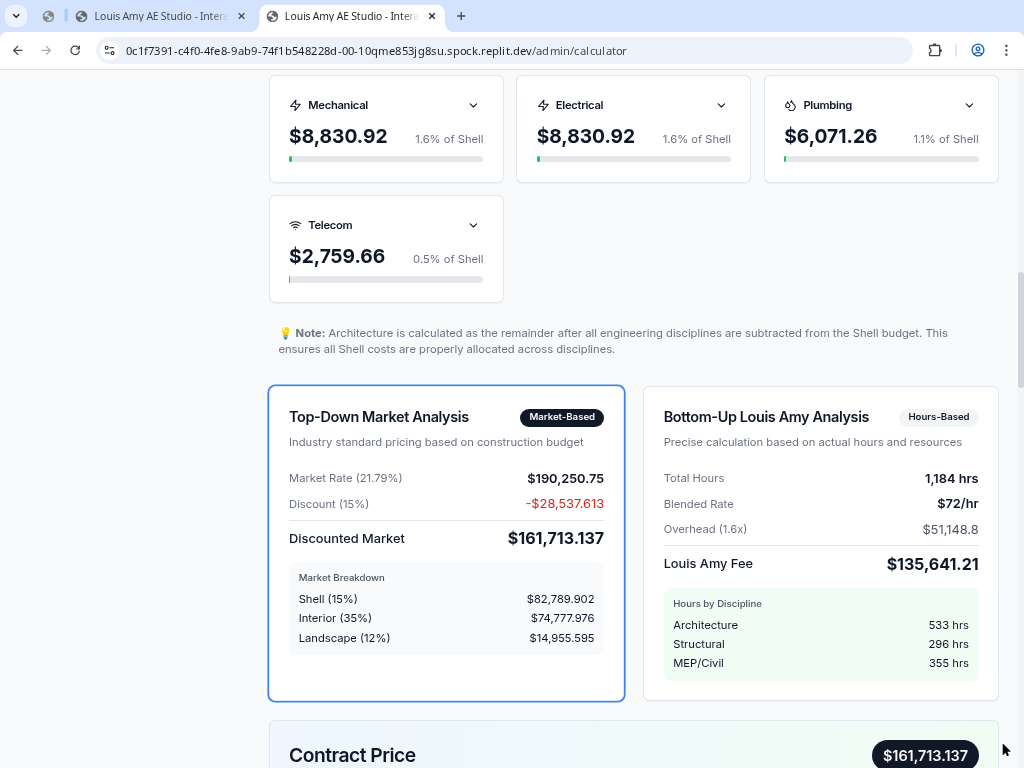 Louis Amy AE Studio - Intera
Louis Amy AE Studio - Intera
0c1f7391-c4f0-4fe8-9ab9-74f1b548228d-00-10qme853jg8su.spock.replit.dev/admin/calculator
Mechanical
$8,830.92
1.6% of Shell
Electrical
$8,830.92
1.6% of Shell
Plumbing
$6,071.26
1.1% of Shell
Telecom
$2,759.66
0.5% of Shell
💡 Note: Architecture is calculated as the remainder after all engineering disciplines are subtracted from the Shell budget. This
ensures all Shell costs are properly allocated across disciplines.
Top-Down Market Analysis
Market-Based
Industry standard pricing based on construction budget
Market Rate (21.79%) $190,250.75
Discount (15%) -$28,537.613
Discounted Market $161,713.137
Market Breakdown
Shell (15%) $82,789.902
Interior (35%) $74,777.976
Landscape (12%) $14,955.595
Bottom-Up Louis Amy Analysis
Hours-Based
Precise calculation based on actual hours and resources
Total Hours 1,184 hrs
Blended Rate $72/hr
Overhead (1.6x) $51,148.8
Louis Amy Fee $135,641.21
Hours by Discipline
Architecture 533 hrs
Structural 296 hrs
MEP/Civil 355 hrs
Contract Price $161,713.137